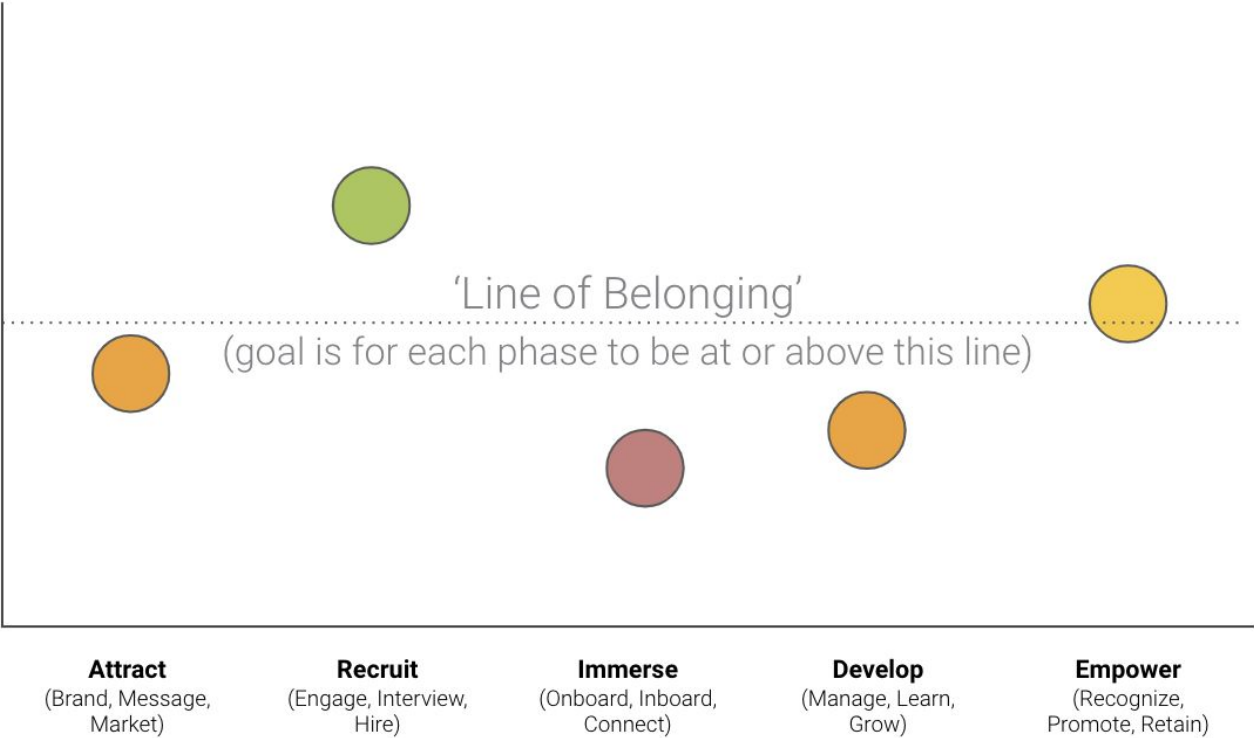 ‘Line of Belonging’
(goal is for each phase to be at or above this line)
Attract
(Brand, Message,
Market)
Recruit
(Engage, Interview,
Hire)
Immerse
(Onboard, Inboard,
Connect)
Develop
(Manage, Learn,
Grow)
Empower
(Recognize,
Promote, Retain)